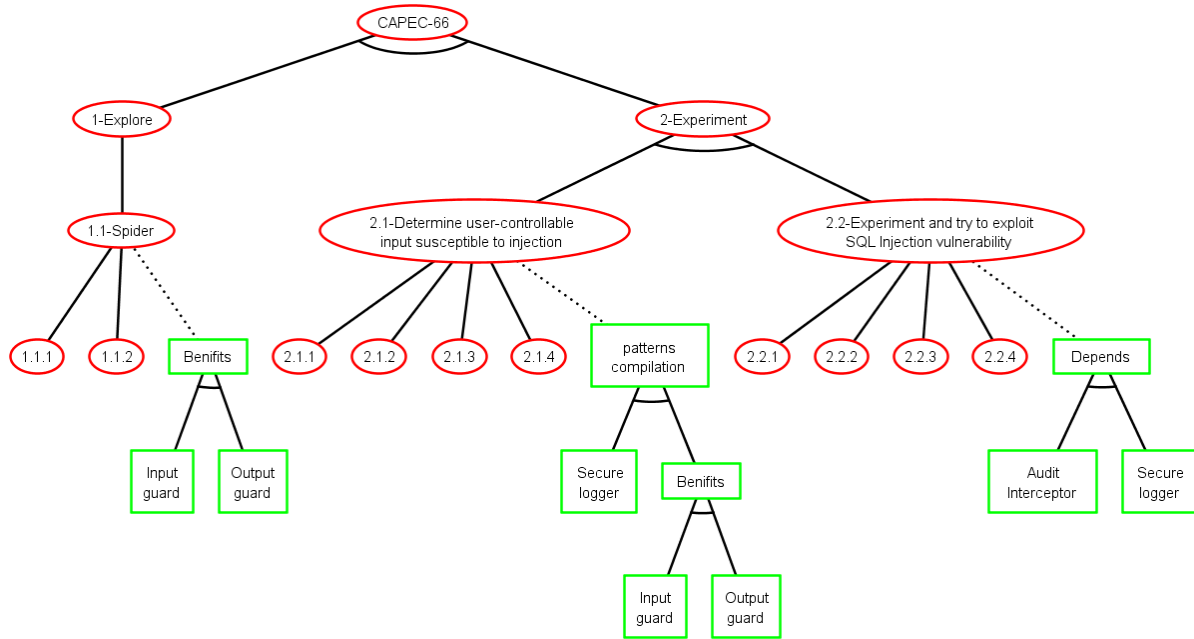 CAPEC-66
1-Explore
2-Experiment
1.1-Spider
2.1-Determine user-controllable
input susceptible to injection
2.2-Experiment and try to exploit
SQL Injection vulnerability
1.1.1
1.1.2
Benifits
2.1.1
2.1.2
2.1.3
2.1.4
patterns
compilation
2.2.1
2.2.2
2.2.3
2.2.4
Depends
Input
guard
Output
guard
Secure
logger
Benifits
Audit
Interceptor
Secure
logger
Input
guard
Output
guard